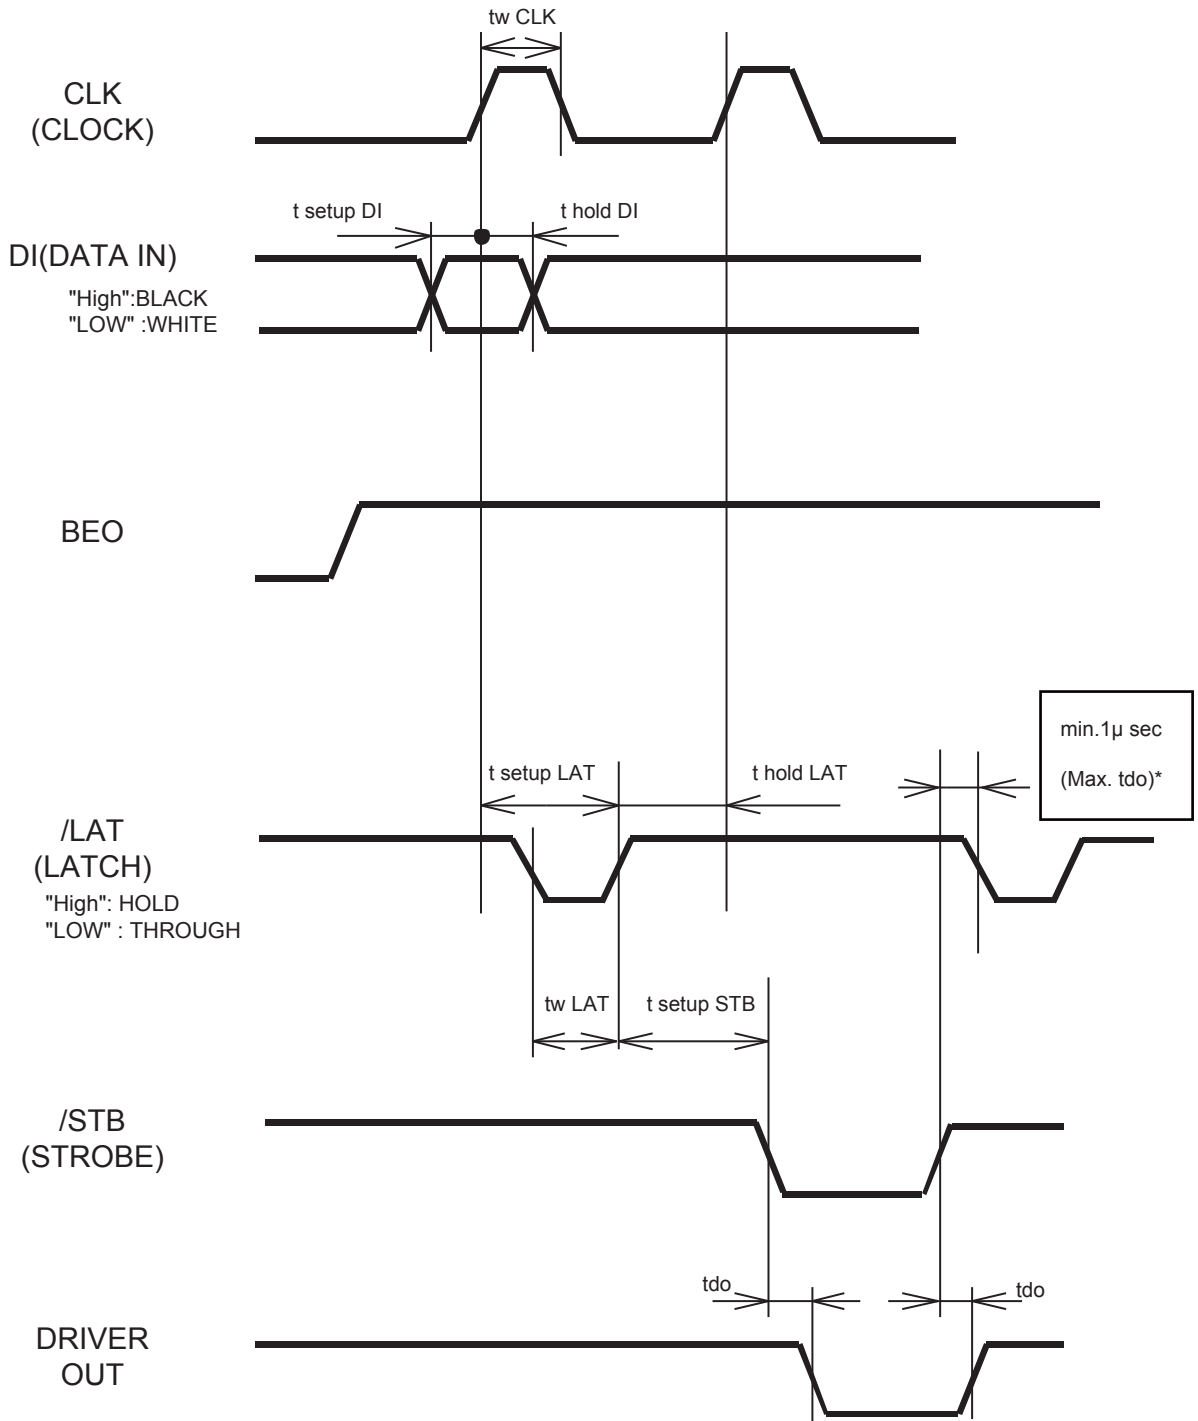 tw CLK
CLK
(CLOCK)
t setup DI
t hold DI
DI(DATA IN)
"High":BLACK
"LOW" :WHITE
BEO
min.1μ sec
(Max. tdo)*
t setup LAT
t hold LAT
/LAT
(LATCH)
"High": HOLD
"LOW" : THROUGH
tw LAT
t setup STB
/STB
(STROBE)
tdo
tdo
DRIVER
OUT